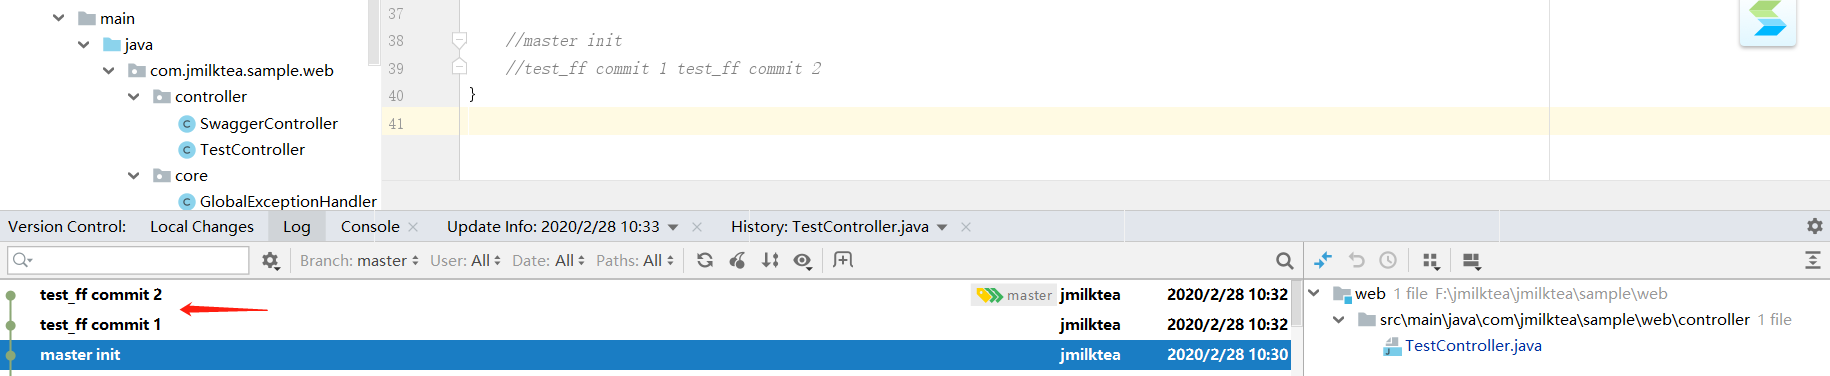 main
java
com.jmilktea.sample.web
controller
SwaggerController
TestController
core
GlobalExceptionHandler
37
38 //master init
39 //test_ff commit 1 test_ff commit 2
40 }
41
Version Control: Local Changes Log Console Update Info: 2020/2/28 10:33 History: TestController.java
Branch: master User: All Date: All Paths: All
test_ff commit 2 master jmilktea 2020/2/28 10:32
test_ff commit 1 jmilktea 2020/2/28 10:32
master init jmilktea 2020/2/28 10:30
web 1 file F:\jmilktea\jmilktea\sample\web
src\main\java\com\jmilktea\sample\web\controller 1 file
TestController.java